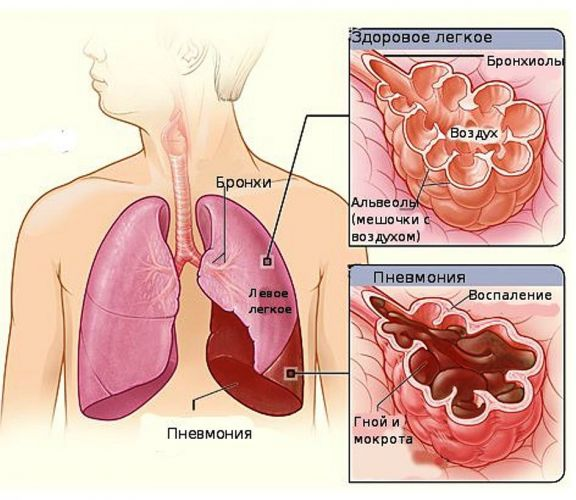 Здоровое легкое
Бронхиолы
Воздух
Альвеолы
(мешочки с
воздухом)
Бронхи
Левое
легкое
Пневмония
Пневмония
Воспаление
Гной и
мокрота